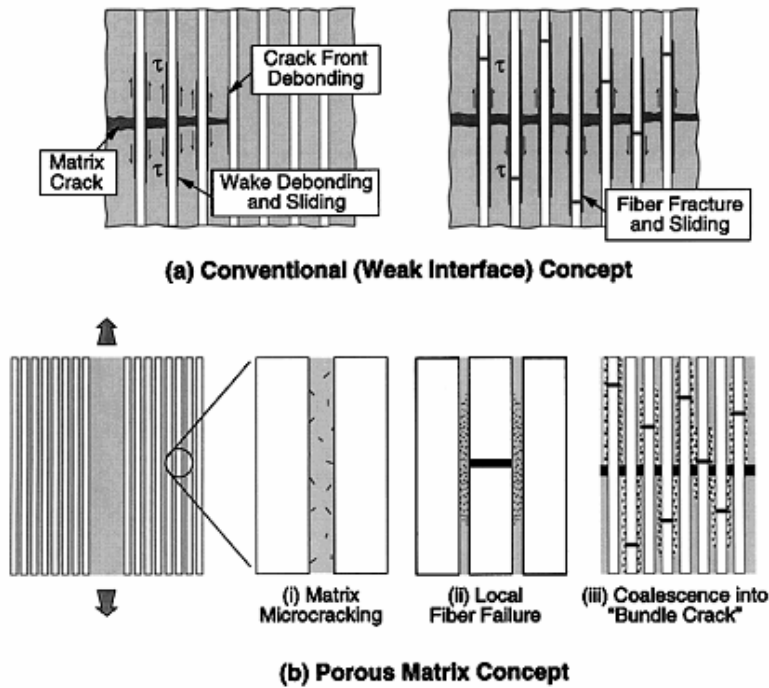 τ
τ
Crack Front
Debonding
Matrix
Crack
Wake Debonding
and Sliding
τ
τ
Fiber Fracture
and Sliding
(a) Conventional (Weak Interface) Concept
(i) Matrix
Microcracking
(ii) Local
Fiber Failure
(iii) Coalescence into
"Bundle Crack"
(b) Porous Matrix Concept